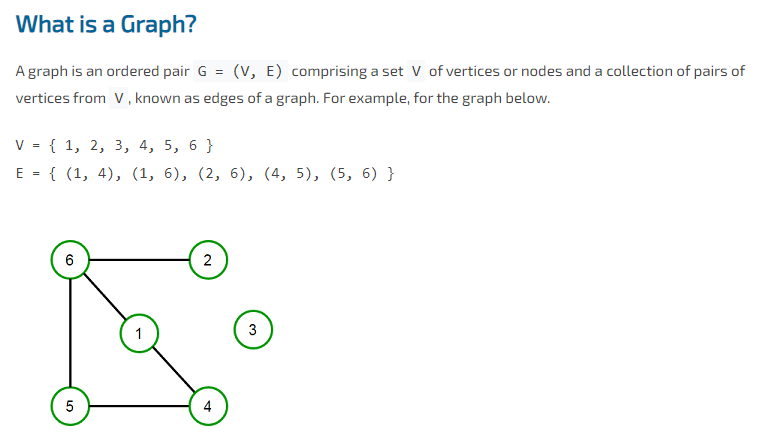 What is a Graph?
A graph is an ordered pair G = (V, E) comprising a set V of vertices or nodes and a collection of pairs of
vertices from V, known as edges of a graph. For example, for the graph below.
V = { 1, 2, 3, 4, 5, 6 }
E = { (1, 4), (1, 6), (2, 6), (4, 5), (5, 6) }
6 2
1 3
5 4